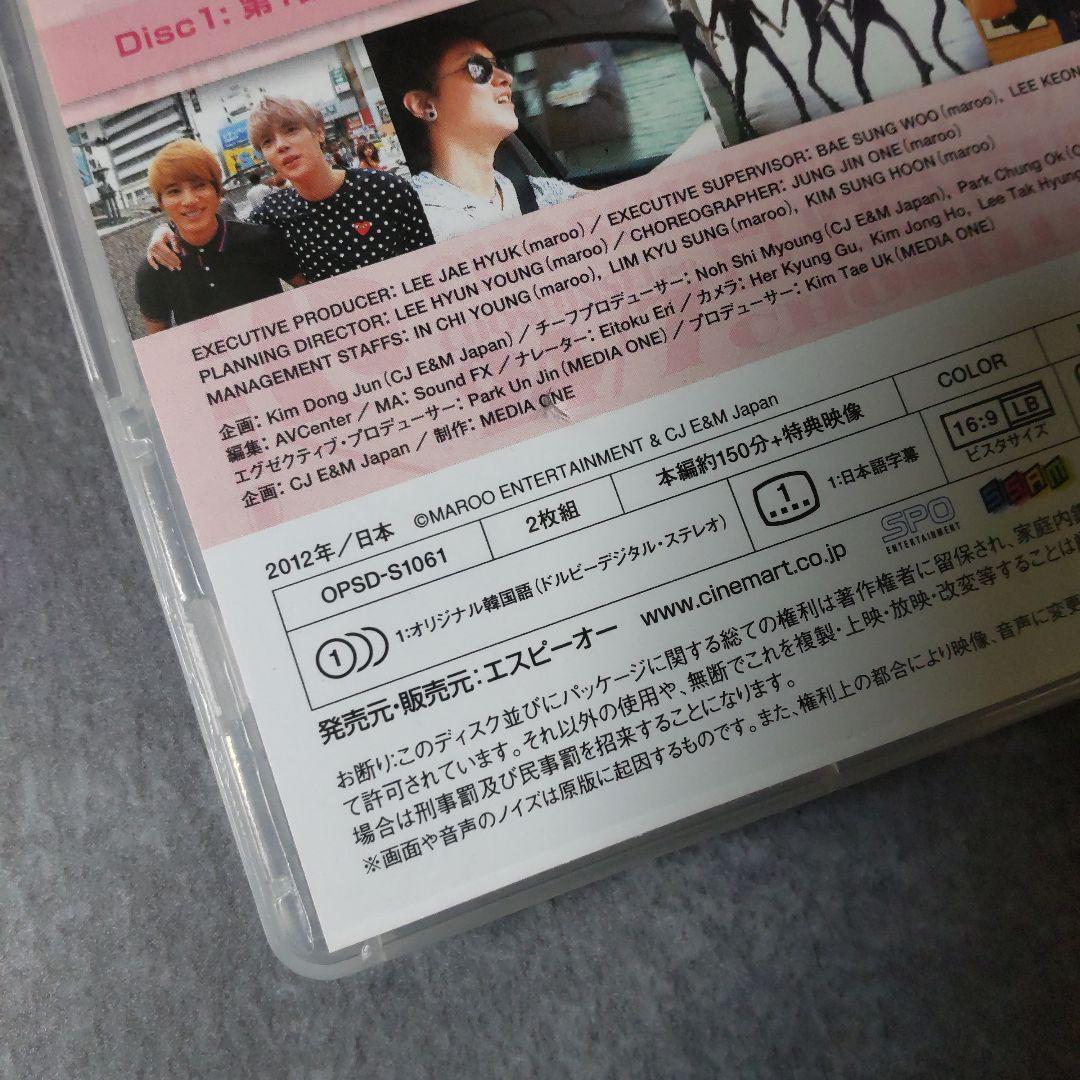 Disc1: 第1
EXECUTIVE PRODUCER: LEE JAE HYUK (maroo) / EXECUTIVE SUPERVISOR: BAE SUNG WOO (maroo), LEE KEON
PLANNING DIRECTOR: LEE HYUN YOUNG (maroo) / CHOREOGRAPHER: JUNG JIN ONE (maroo)
MANAGEMENT STAFFS: IN CHI YOUNG (maroo), LIM KYU SUNG (maroo), KIM SUNG HOON (maroo)
企画: Kim Dong Jun (CJ E&M Japan) / チーフプロデューサー: Noh Shi Myoung (CJ E&M Japan), Park Chung Ok (C
編集: AVCenter / MA: Sound FX / ナレーター: Eitoku Eri / カメラ: Her Kyung Gu, Kim Jong Ho, Lee Tak Hyung
エグゼクティブ・プロデューサー: Park Un Jin (MEDIA ONE) / プロデューサー: Kim Tae Uk (MEDIA ONE)
企画: CJ E&M Japan / 制作: MEDIA ONE
2012年/日本 ©MAROO ENTERTAINMENT & CJ E&M Japan
OPSD-S1061 2枚組 本編約150分+特典映像 COLOR
1 1:オリジナル韓国語(ドルビーデジタル・ステレオ) 1 1:日本語字幕 16:9 LB ビスタサイズ
発売元・販売元:エスピーオー www.cinemart.co.jp SPO ENTERTAINMENT
お断り:このディスク並びにパッケージに関する総ての権利は著作権者に留保され、家庭内鑑
て許可されています。それ以外の使用や、無断でこれを複製・上映・放映・改変等することは
場合は刑事罰及び民事罰を招来することになります。
※画面や音声のノイズは原版に起因するものです。また、権利上の都合により映像、音声に変更